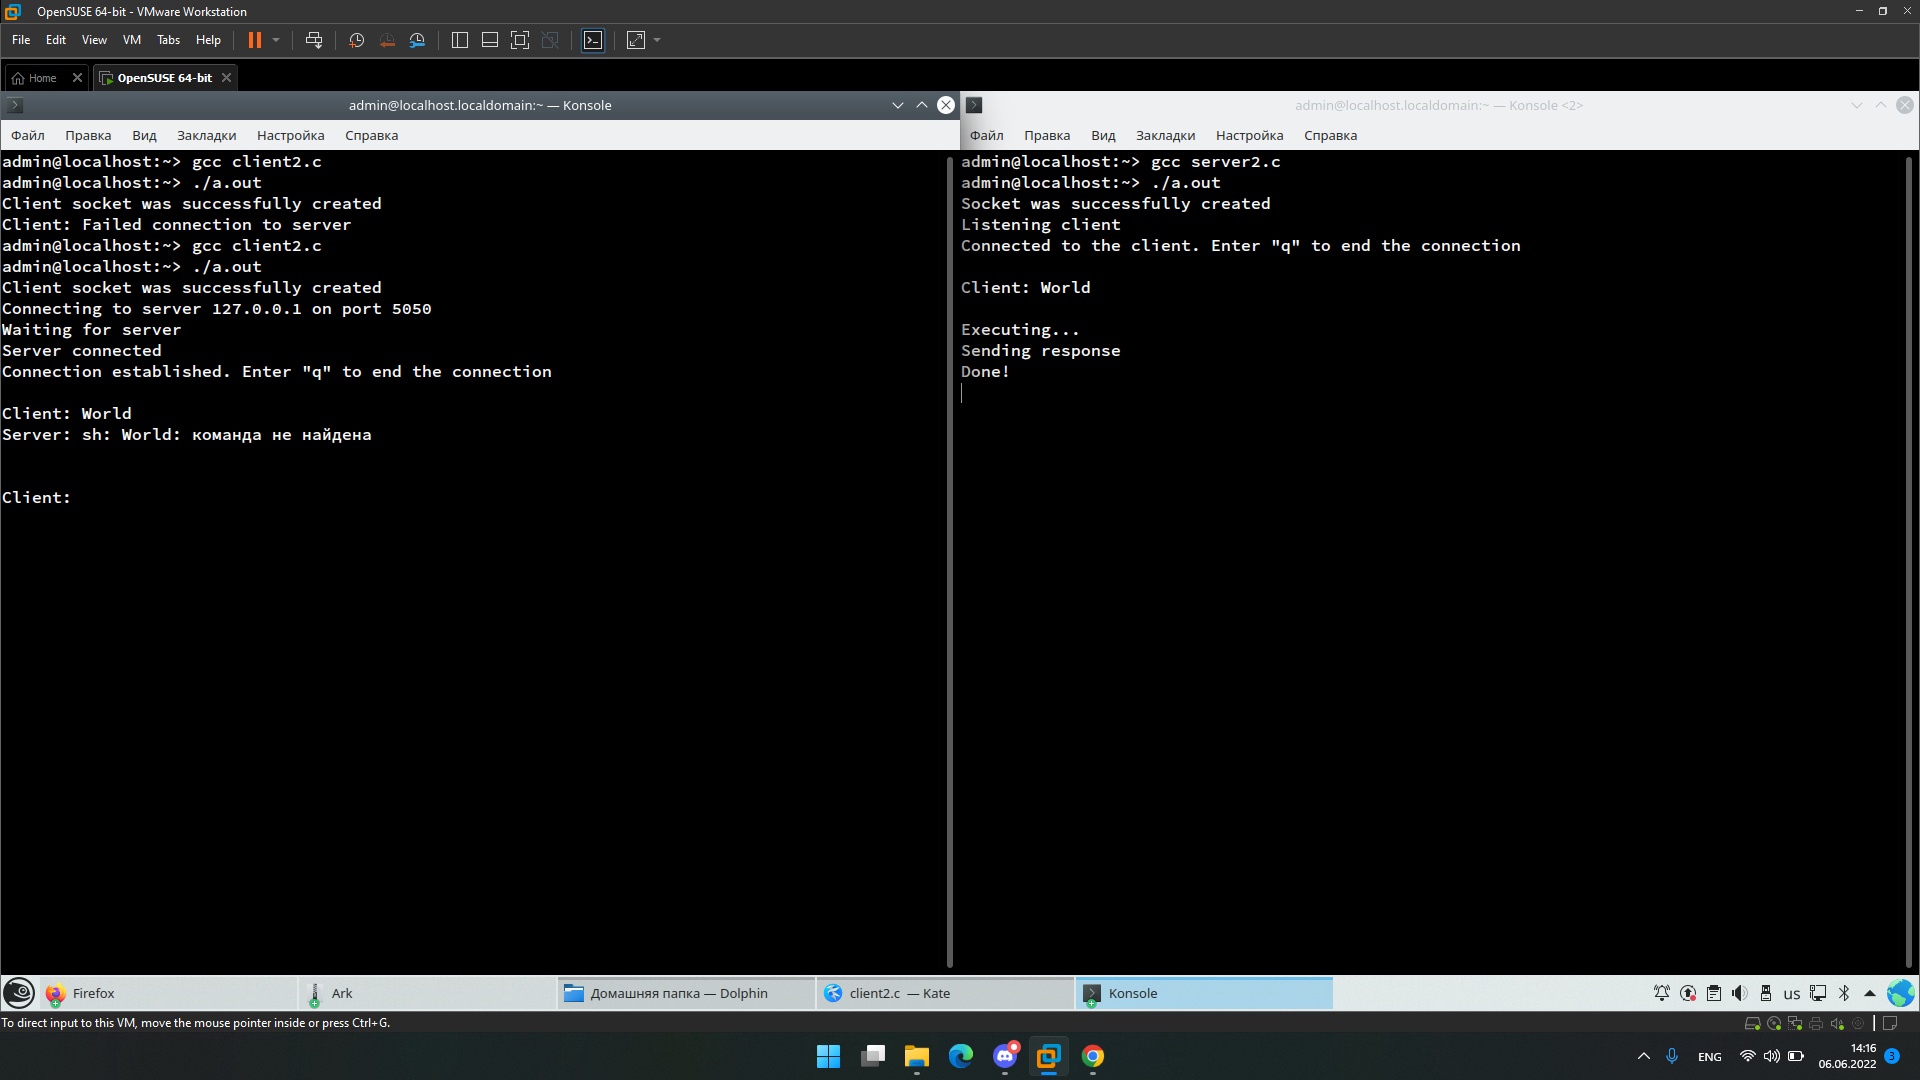 OpenSUSE 64-bit - VMware Workstation
File Edit View VM Tabs Help
Home OpenSUSE 64-bit
admin@localhost.localdomain:~ — Konsole
Файл Правка Вид Закладки Настройка Справка
admin@localhost:~> gcc client2.c
admin@localhost:~> ./a.out
Client socket was successfully created
Client: Failed connection to server
admin@localhost:~> gcc client2.c
admin@localhost:~> ./a.out
Client socket was successfully created
Connecting to server 127.0.0.1 on port 5050
Waiting for server
Server connected
Connection established. Enter "q" to end the connection
Client: World
Server: sh: World: команда не найдена
Client:
admin@localhost.localdomain:~ — Konsole <2>
Файл Правка Вид Закладки Настройка Справка
admin@localhost:~> gcc server2.c
admin@localhost:~> ./a.out
Socket was successfully created
Listening client
Connected to the client. Enter "q" to end the connection
Client: World
Executing...
Sending response
Done!
Firefox Ark Домашняя папка — Dolphin client2.c — Kate Konsole us
To direct input to this VM, move the mouse pointer inside or press Ctrl+G.
ENG 14:16 3
06.06.2022